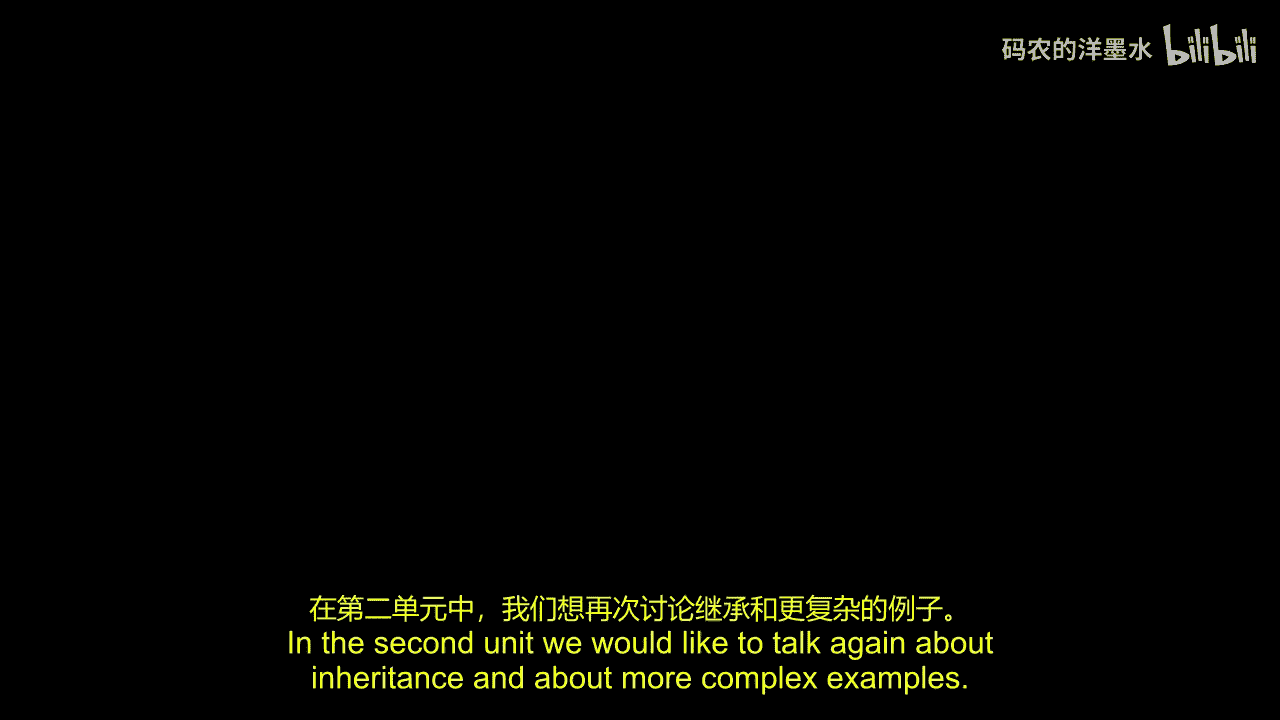 码农的洋墨水 bilibili
在第二单元中，我们想再次讨论继承和更复杂的例子。
In the second unit we would like to talk again about
inheritance and about more complex examples.